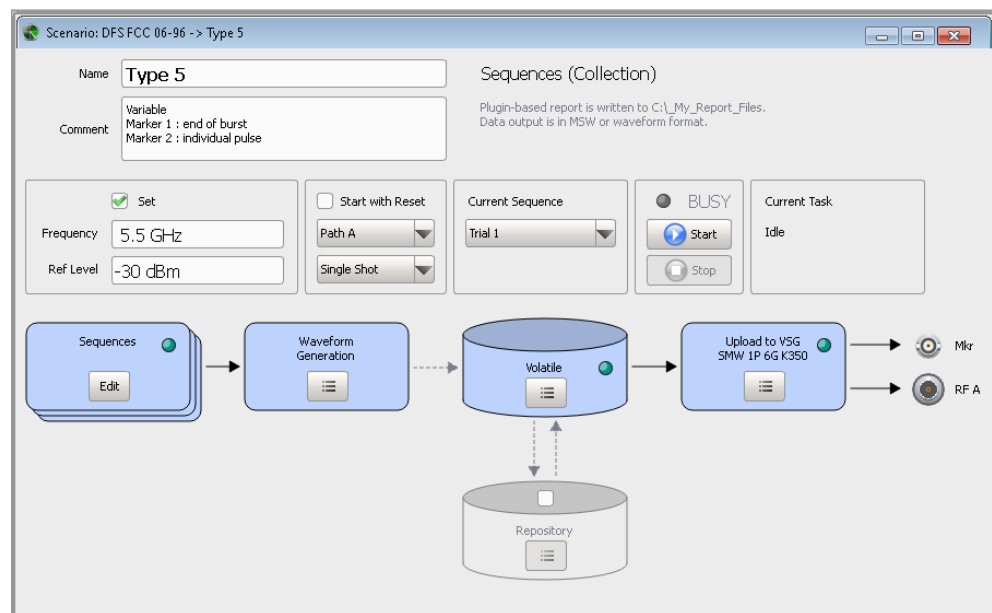 Scenario: DFS FCC 06-96 -> Type 5
Name
Type 5
Sequences (Collection)
Comment
Variable
Marker 1 : end of burst
Marker 2 : individual pulse
Plugin-based report is written to C:\_My_Report_Files.
Data output is in MSW or waveform format.
Set
Frequency
5.5 GHz
Ref Level
-30 dBm
Start with Reset
Path A
Single Shot
Current Sequence
Trial 1
BUSY
Start
Stop
Current Task
Idle
Sequences
Edit
Waveform
Generation
Volatile
Upload to VSG
SMW 1P 6G K350
Mkr
RF A
Repository